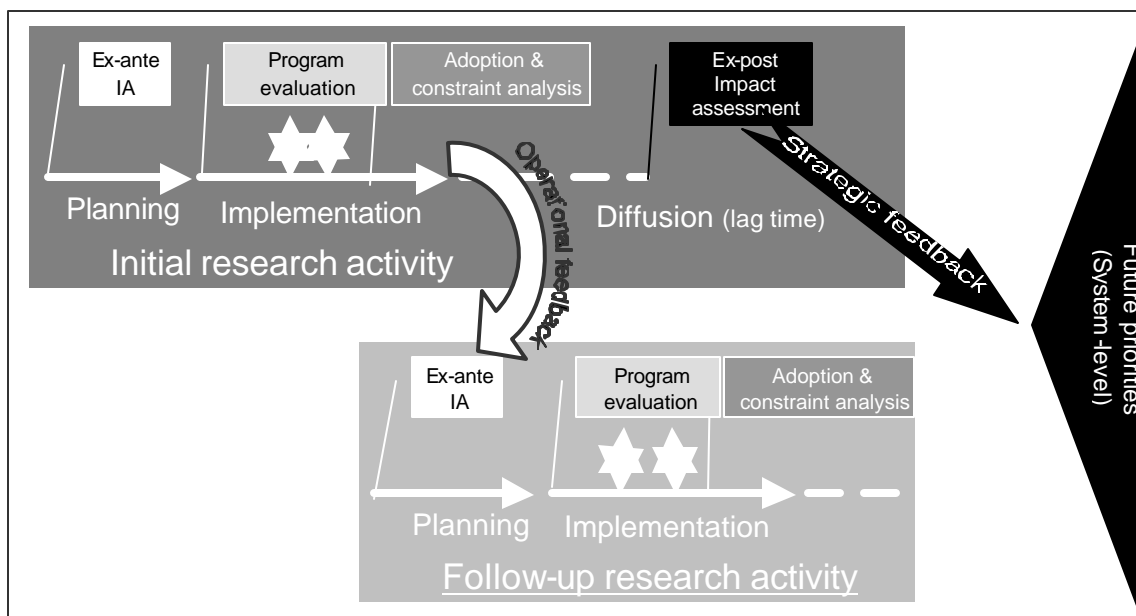 Ex-ante
IA
Program
evaluation
Adoption &
constraint analysis
Ex-post
Impact
assessment
Planning
Implementation
Diffusion (lag time)
Initial research activity
Operational feedback
Strategic feedback
Future priorities
(System-level)
Ex-ante
IA
Program
evaluation
Adoption &
constraint analysis
Planning
Implementation
Follow-up research activity